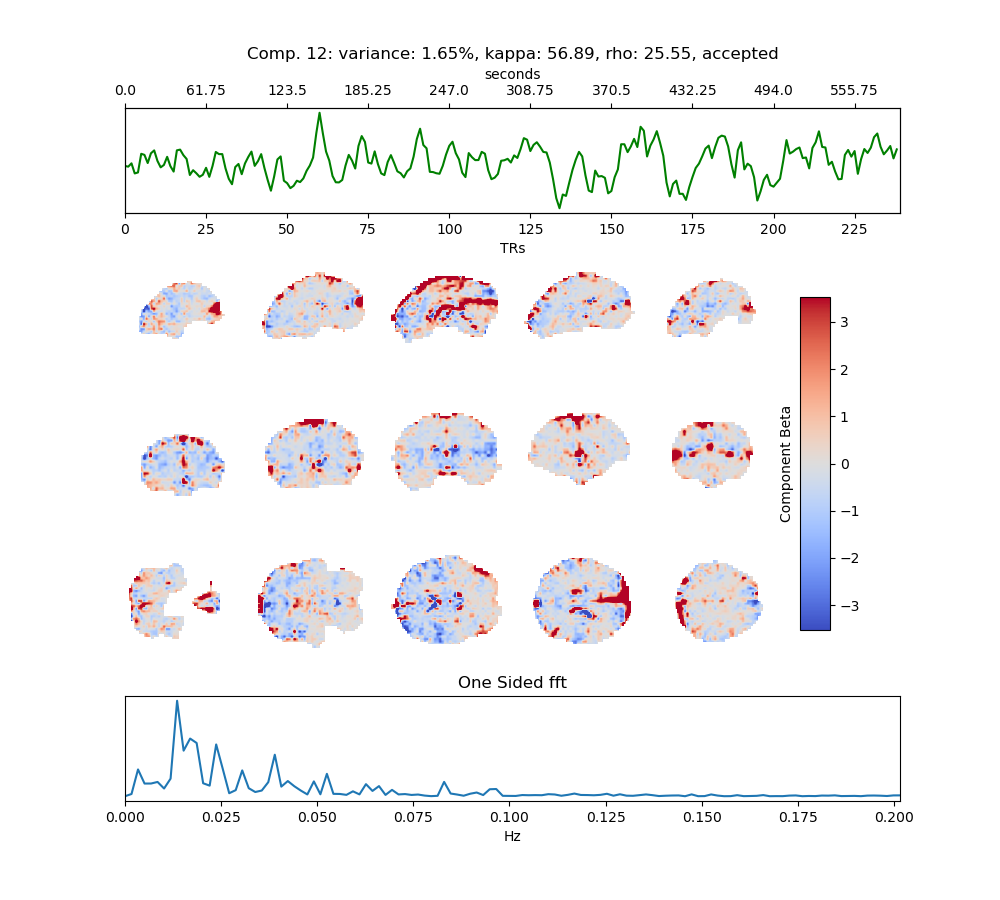 Comp. 12: variance: 1.65%, kappa: 56.89, rho: 25.55, accepted
seconds
0.0 61.75 123.5 185.25 247.0 308.75 370.5 432.25 494.0 555.75
0 25 50 75 100 125 150 175 200 225
TRs
3
2
1
0
−1
−2
−3
Component Beta
One Sided fft
0.000 0.025 0.050 0.075 0.100 0.125 0.150 0.175 0.200
Hz